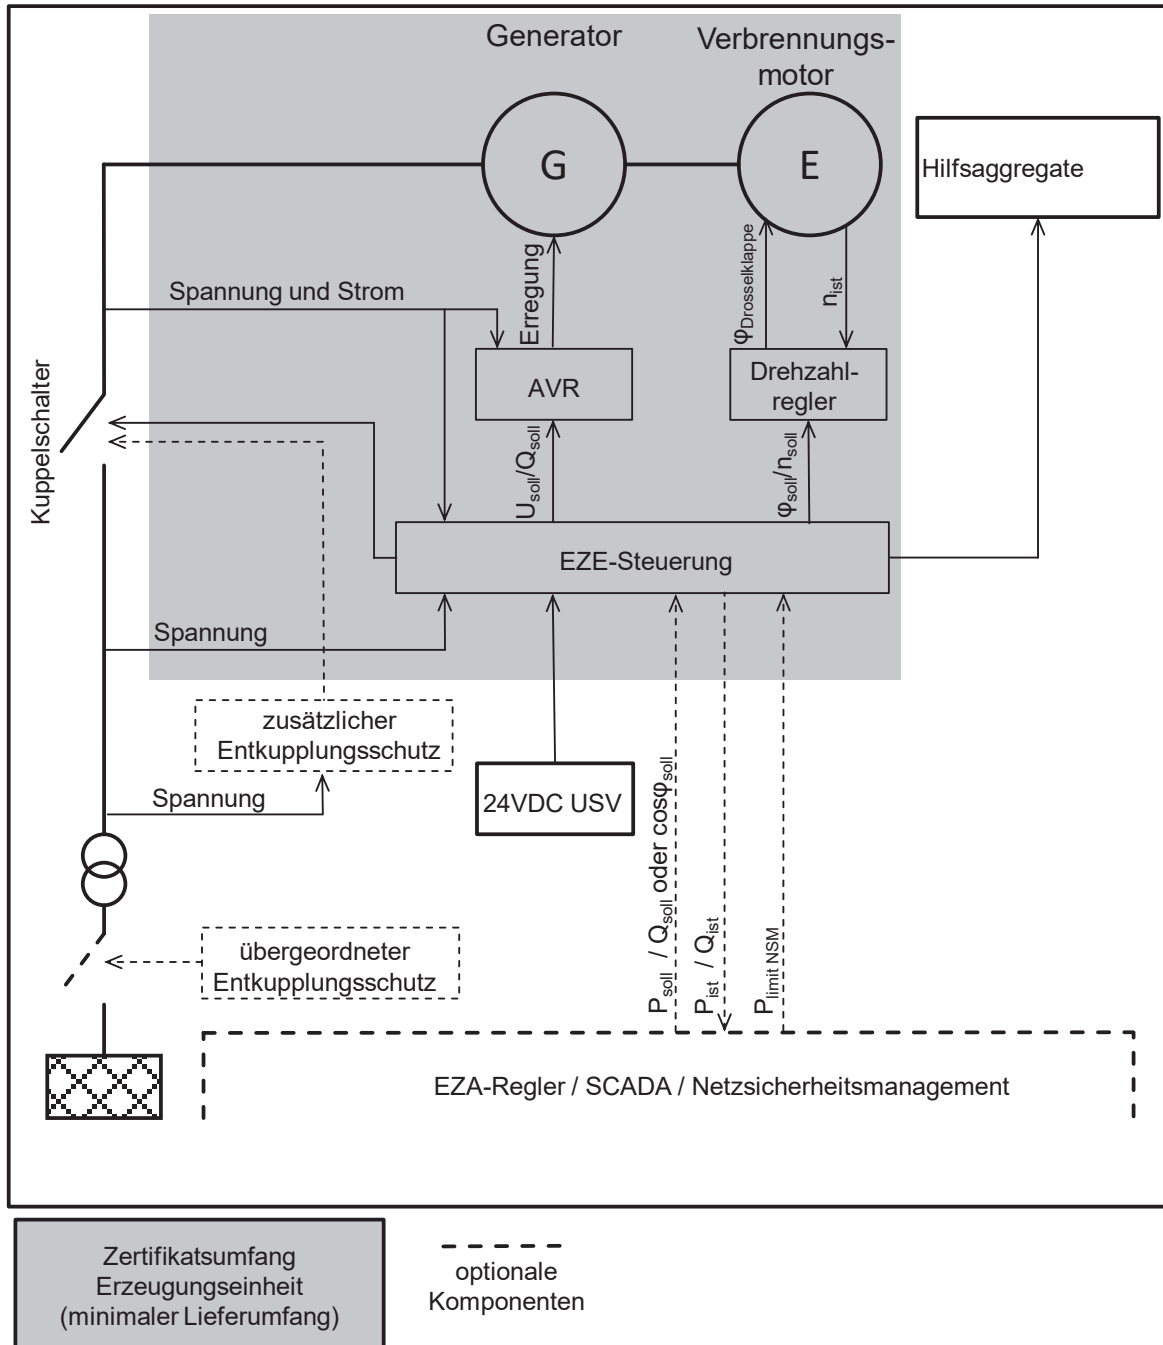 Generator
Verbrennungs-
motor
G
E
Hilfsaggregate
Spannung und Strom
Erregung
φDrosselklappe
nist
AVR
Drehzahl-
regler
Kuppelschalter
Usoll/Qsoll
φsoll/nsoll
EZE-Steuerung
Spannung
zusätzlicher
Entkupplungsschutz
Spannung
24VDC USV
Psoll / Qsoll oder cosφsoll
Pist / Qist
Plimit NSM
übergeordneter
Entkupplungsschutz
EZA-Regler / SCADA / Netzsicherheitsmanagement
Zertifikatsumfang
Erzeugungseinheit
(minimaler Lieferumfang)
optionale
Komponenten